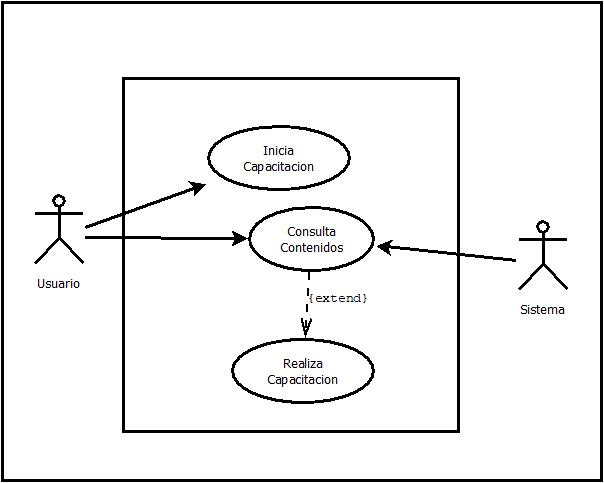 Inicia
Capacitacion
Consulta
Contenidos
Usuario
{extend}
Sistema
Realiza
Capacitacion